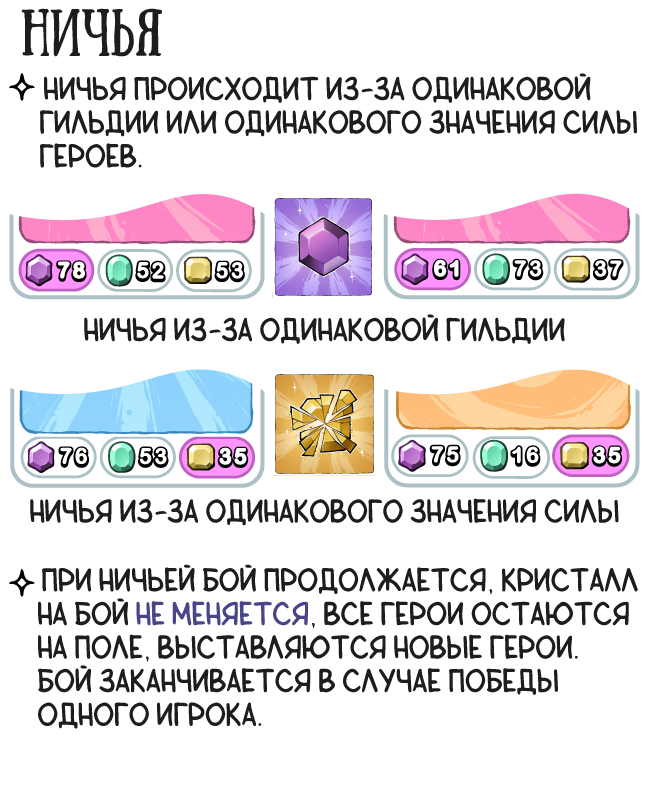 НИЧЬЯ
НИЧЬЯ ПРОИСХОДИТ ИЗ-ЗА ОДИНАКОВОЙ
ГИЛЬДИИ ИЛИ ОДИНАКОВОГО ЗНАЧЕНИЯ СИЛЫ
ГЕРОЕВ.
78 52 53 61 73 37
НИЧЬЯ ИЗ-ЗА ОДИНАКОВОЙ ГИЛЬДИИ
76 53 35 75 16 35
НИЧЬЯ ИЗ-ЗА ОДИНАКОВОГО ЗНАЧЕНИЯ СИЛЫ
ПРИ НИЧЬЕЙ БОЙ ПРОДОЛЖАЕТСЯ, КРИСТАЛЛ
НА БОЙ НЕ МЕНЯЕТСЯ, ВСЕ ГЕРОИ ОСТАЮТСЯ
НА ПОЛЕ, ВЫСТАВЛЯЮТСЯ НОВЫЕ ГЕРОИ.
БОЙ ЗАКАНЧИВАЕТСЯ В СЛУЧАЕ ПОБЕДЫ
ОДНОГО ИГРОКА.